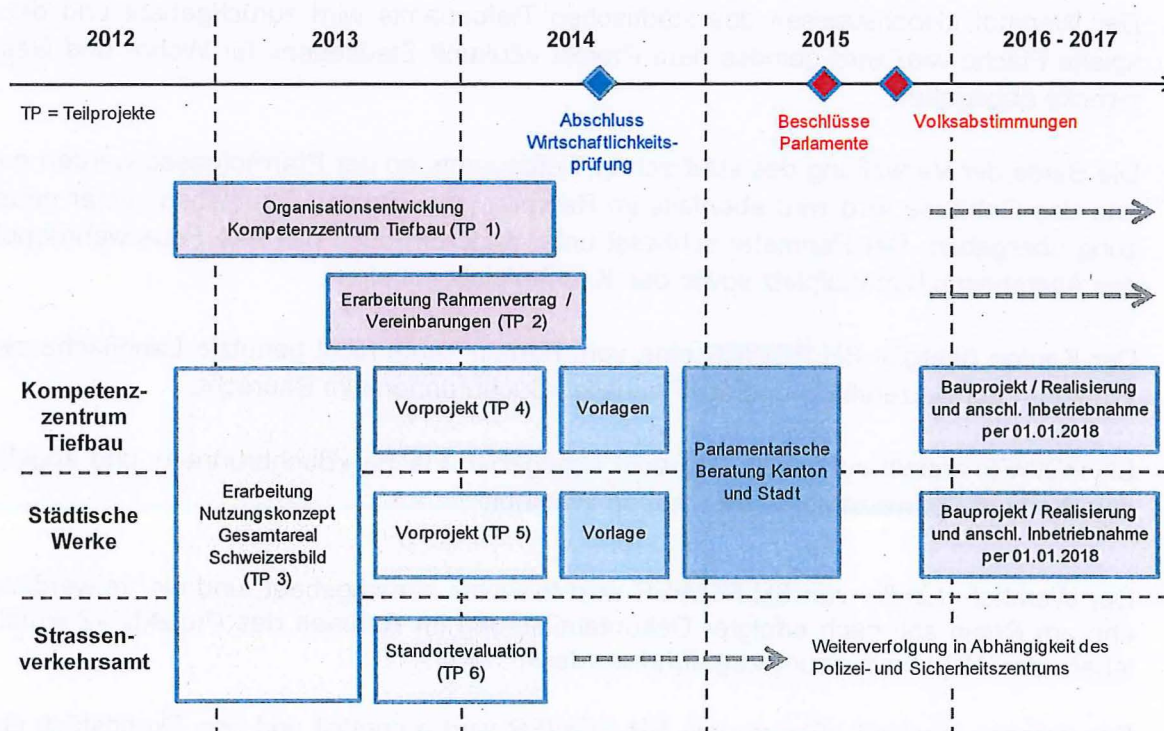 2012 2013 2014 2015 2016 - 2017
TP = Teilprojekte
Abschluss
Wirtschaftlichkeits-
prüfung
Beschlüsse
Parlamente
Volksabstimmungen
Organisationsentwicklung
Kompetenzzentrum Tiefbau (TP 1)
Erarbeitung Rahmenvertrag /
Vereinbarungen (TP 2)
Kompetenz-
zentrum
Tiefbau
Vorprojekt (TP 4)
Vorlagen
Parlamentarische
Beratung Kanton
und Stadt
Bauprojekt / Realisierung
und anschl. Inbetriebnahme
per 01.01.2018
Erarbeitung
Nutzungskonzept
Gesamtareal
Schweizersbild
(TP 3)
Städtische
Werke
Vorprojekt (TP 5)
Vorlage
Bauprojekt / Realisierung
und anschl. Inbetriebnahme
per 01.01.2018
Strassen-
verkehrsamt
Standortevaluation
(TP 6)
Weiterverfolgung in Abhängigkeit des
Polizei- und Sicherheitszentrums